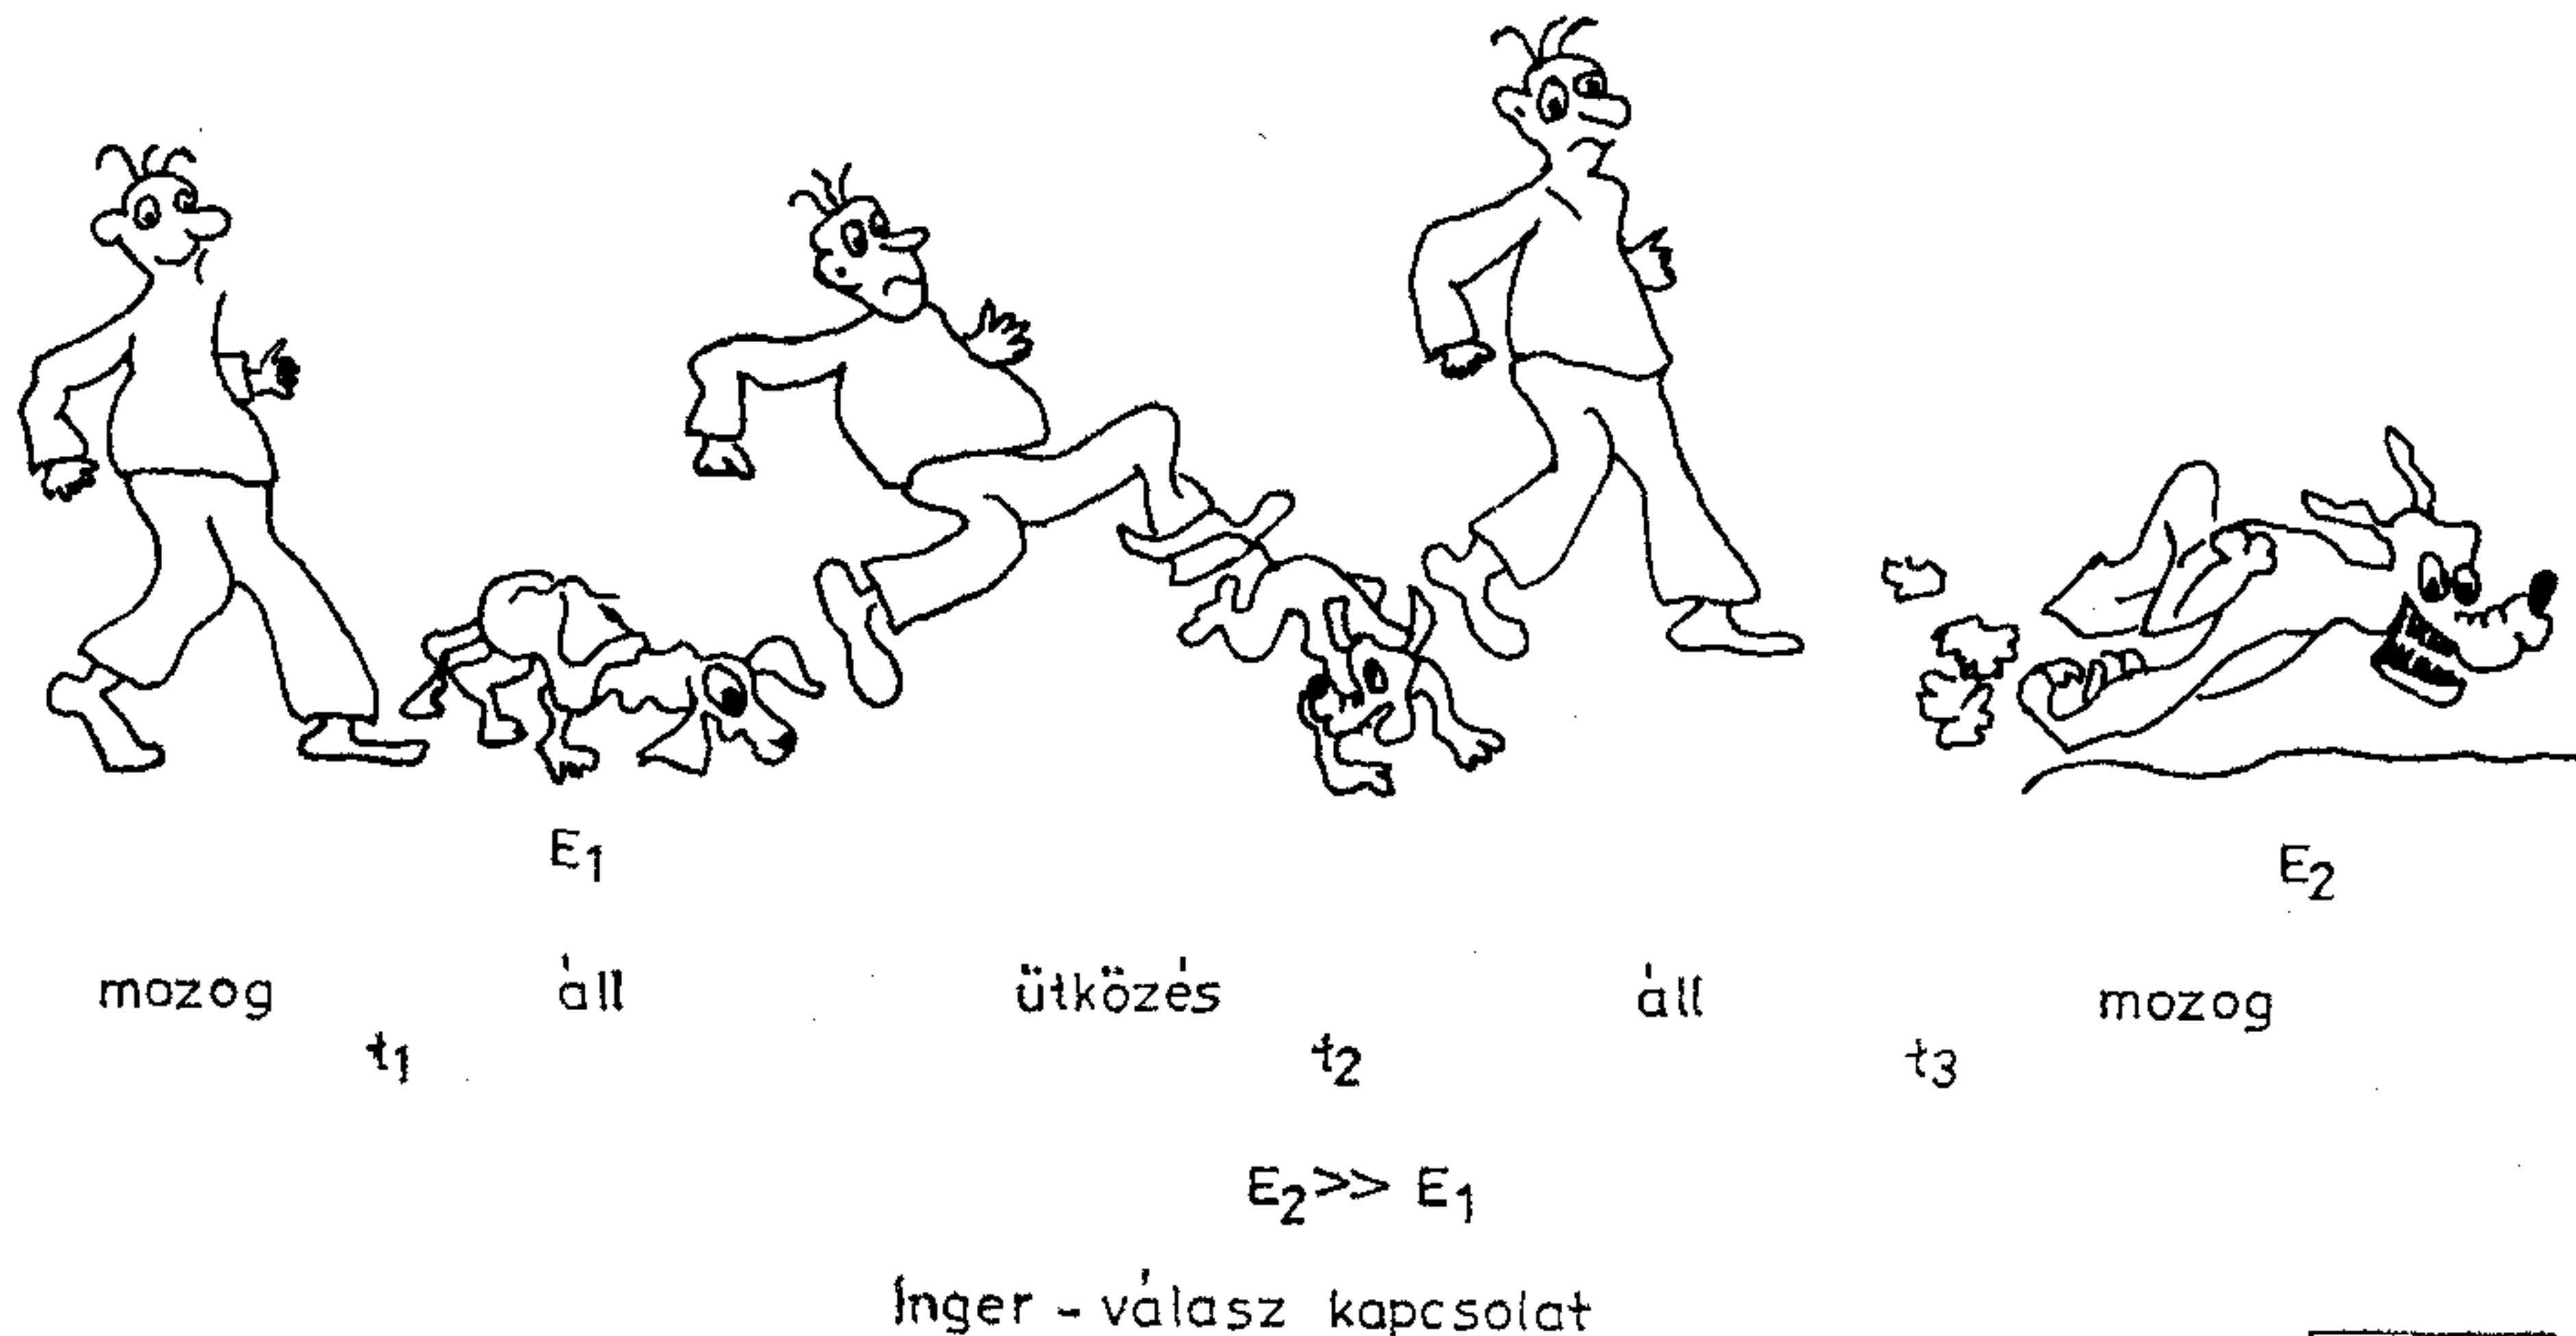 E₁ E₂
mozog áll ütközés áll mozog
t₁ t₂ t₃
E₂ >> E₁
Inger - válasz kapcsolat